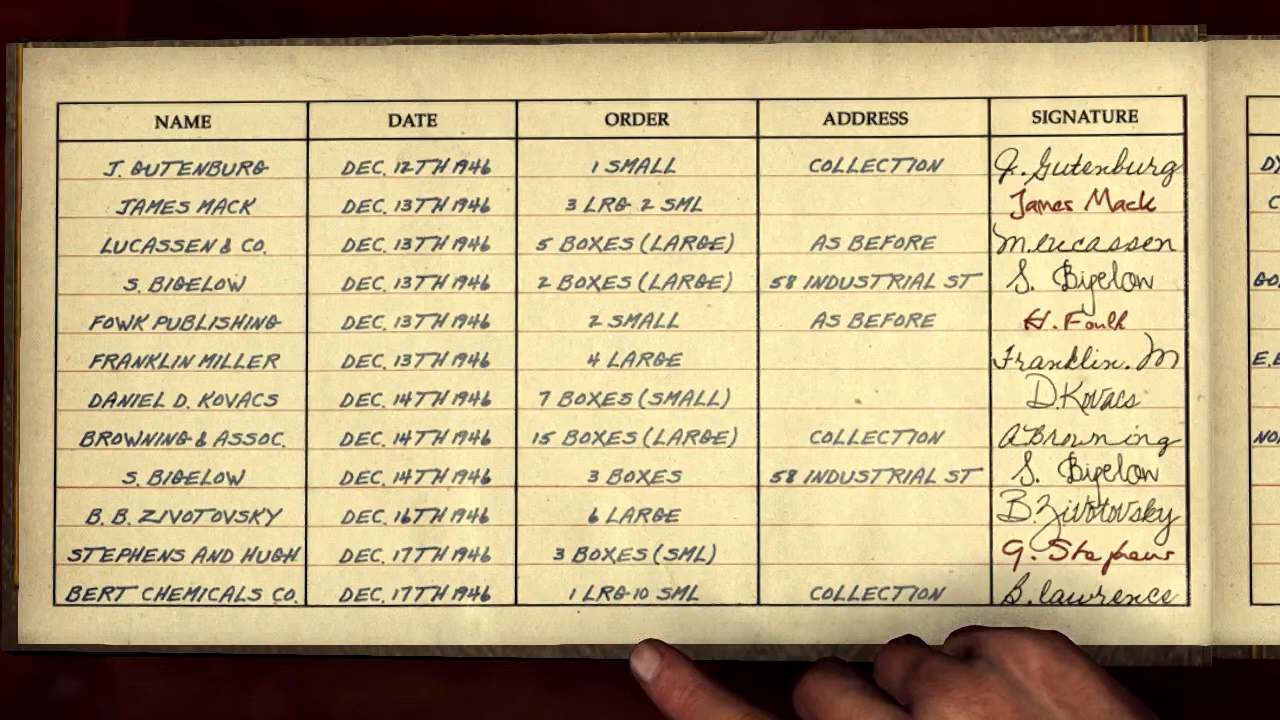 NAME DATE ORDER ADDRESS SIGNATURE
J. GUTENBURG DEC. 12TH 1946 1 SMALL COLLECTION J. Gutenburg
JAMES MACK DEC. 13TH 1946 3 LRG 2 SML James Mack
LUCASSEN & CO. DEC. 13TH 1946 5 BOXES (LARGE) AS BEFORE
S. BIGELOW DEC. 13TH 1946 2 BOXES (LARGE) 58 INDUSTRIAL ST S. Bigelow
FOWK PUBLISHING DEC. 13TH 1946 2 SMALL AS BEFORE H. Foulk
FRANKLIN MILLER DEC. 13TH 1946 4 LARGE Franklin. M
DANIEL D. KOVACS DEC. 14TH 1946 7 BOXES (SMALL) D. Kovacs
BROWNING & ASSOC. DEC. 14TH 1946 15 BOXES (LARGE) COLLECTION A Browning
S. BIGELOW DEC. 14TH 1946 3 BOXES 58 INDUSTRIAL ST S. Bigelow
B. B. ZIVOTOVSKY DEC. 16TH 1946 6 LARGE B. Zivotovsky
STEPHENS AND HUGH DEC. 17TH 1946 3 BOXES (SML) G. Stephens
BERT CHEMICALS CO. DEC. 17TH 1946 1 LRG 10 SML COLLECTION B. lawrence